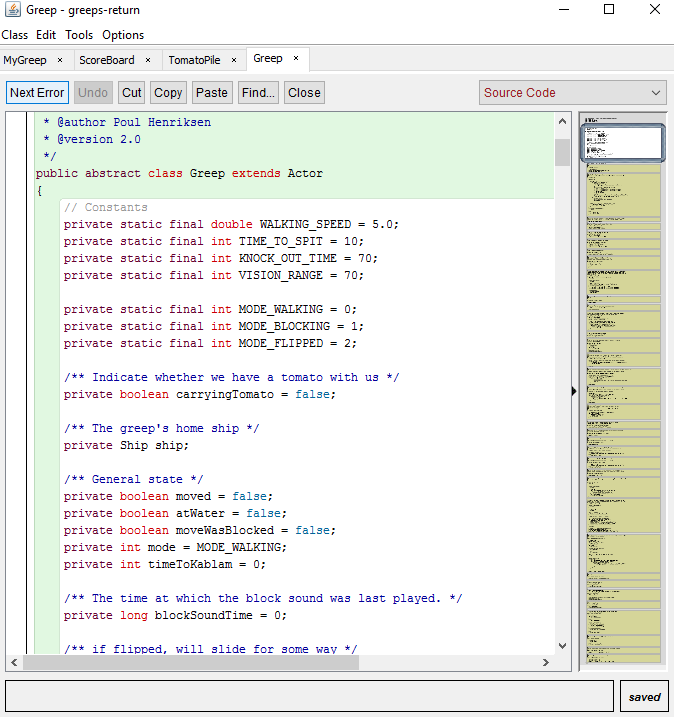 Greep - greeps-return
Class Edit Tools Options
MyGreep × ScoreBoard × TomatoPile × Greep ×
Next Error Undo Cut Copy Paste Find... Close Source Code
* @author Poul Henriksen
* @version 2.0
*/
public abstract class Greep extends Actor
{
// Constants
private static final double WALKING_SPEED = 5.0;
private static final int TIME_TO_SPIT = 10;
private static final int KNOCK_OUT_TIME = 70;
private static final int VISION_RANGE = 70;
private static final int MODE_WALKING = 0;
private static final int MODE_BLOCKING = 1;
private static final int MODE_FLIPPED = 2;
/** Indicate whether we have a tomato with us */
private boolean carryingTomato = false;
/** The greep's home ship */
private Ship ship;
/** General state */
private boolean moved = false;
private boolean atWater = false;
private boolean moveWasBlocked = false;
private int mode = MODE_WALKING;
private int timeToKablam = 0;
/** The time at which the block sound was last played. */
private long blockSoundTime = 0;
/** if flipped, will slide for some way */
saved